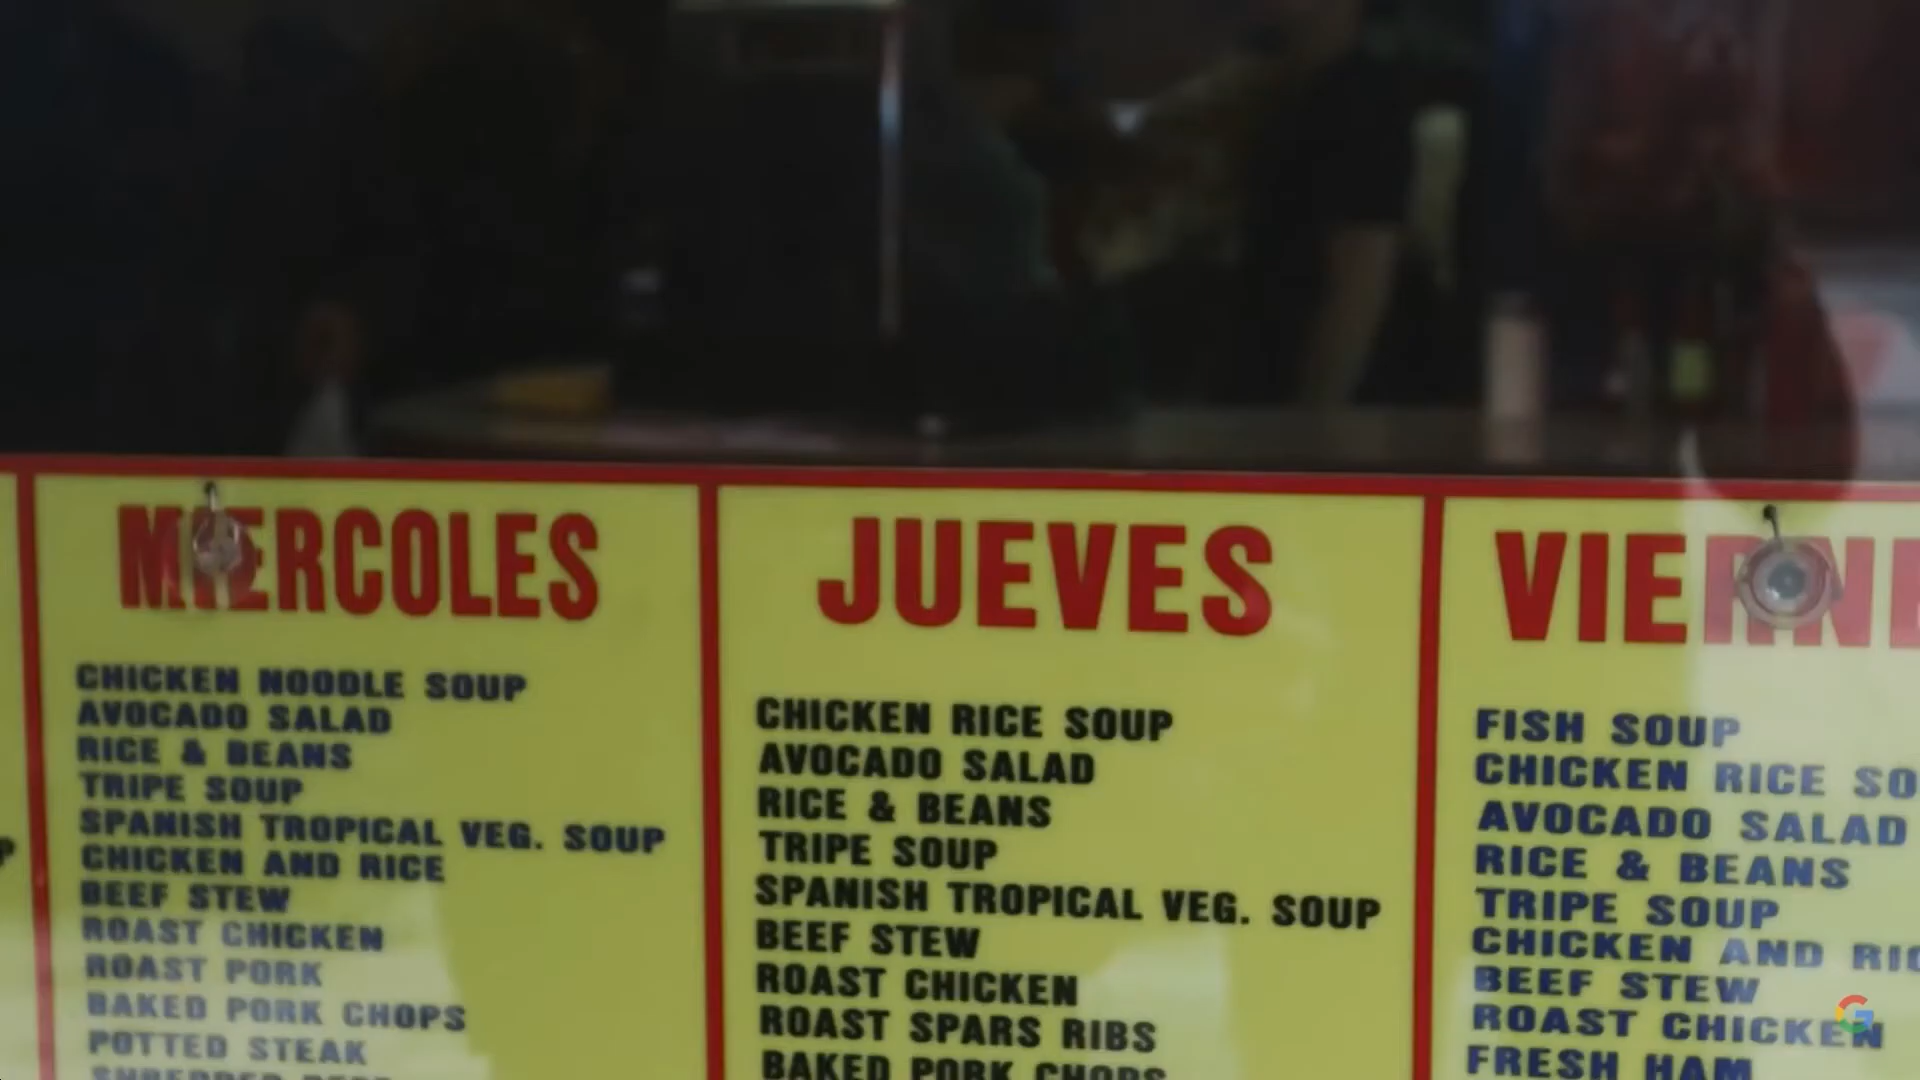 MIERCOLES
CHICKEN NOODLE SOUP
AVOCADO SALAD
RICE & BEANS
TRIPE SOUP
SPANISH TROPICAL VEG. SOUP
CHICKEN AND RICE
BEEF STEW
ROAST CHICKEN
ROAST PORK
BAKED PORK CHOPS
POTTED STEAK
JUEVES
CHICKEN RICE SOUP
AVOCADO SALAD
RICE & BEANS
TRIPE SOUP
SPANISH TROPICAL VEG. SOUP
BEEF STEW
ROAST CHICKEN
ROAST SPARS RIBS
BAKED PORK CHOPS
VIERNE
FISH SOUP
CHICKEN RICE SO
AVOCADO SALAD
RICE & BEANS
TRIPE SOUP
CHICKEN AND RIC
BEEF STEW
ROAST CHICKEN
FRESH HAM